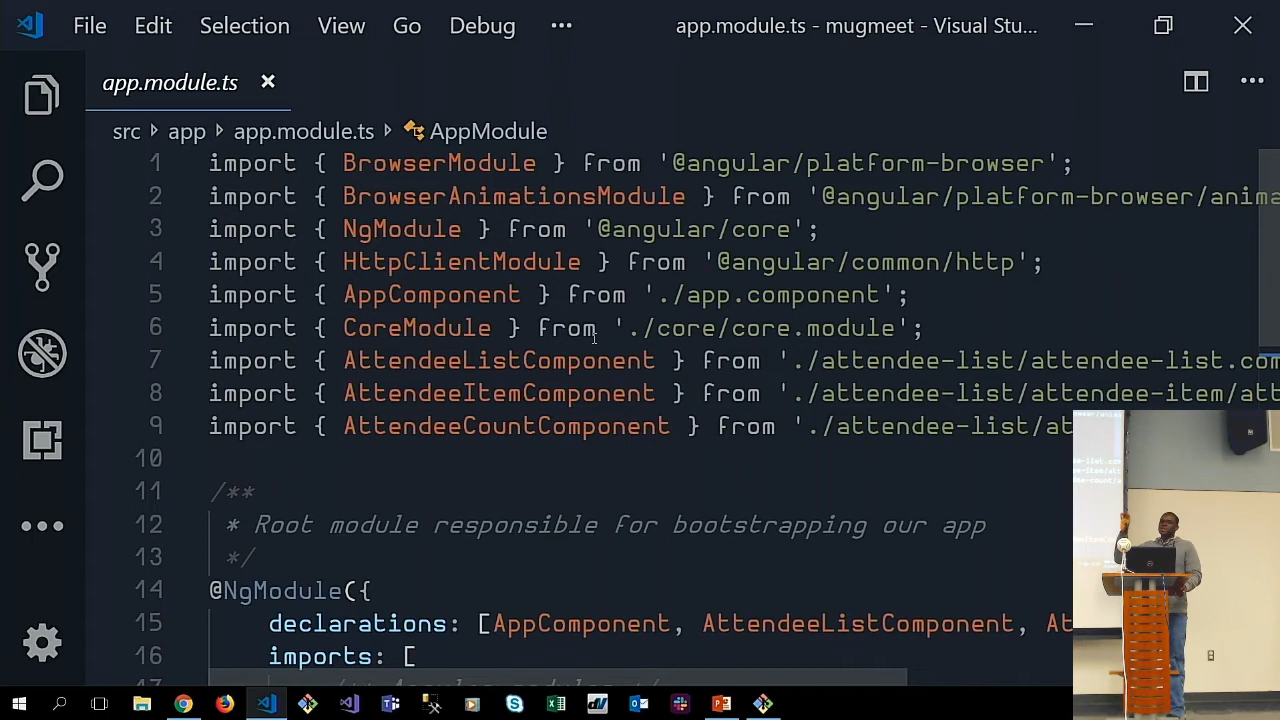 File Edit Selection View Go Debug ··· app.module.ts - mugmeet - Visual Stu...
app.module.ts
src app app.module.ts AppModule
1 import { BrowserModule } from '@angular/platform-browser';
2 import { BrowserAnimationsModule } from '@angular/platform-browser/anima
3 import { NgModule } from '@angular/core';
4 import { HttpClientModule } from '@angular/common/http';
5 import { AppComponent } from './app.component';
6 import { CoreModule } from './core/core.module';
7 import { AttendeeListComponent } from './attendee-list/attendee-list.com
8 import { AttendeeItemComponent } from './attendee-list/attendee-item/att
9 import { AttendeeCountComponent } from './attendee-list/at
10
11 /**
12 * Root module responsible for bootstrapping our app
13 */
14 @NgModule({
15 declarations: [AppComponent, AttendeeListComponent, At
16 imports: [